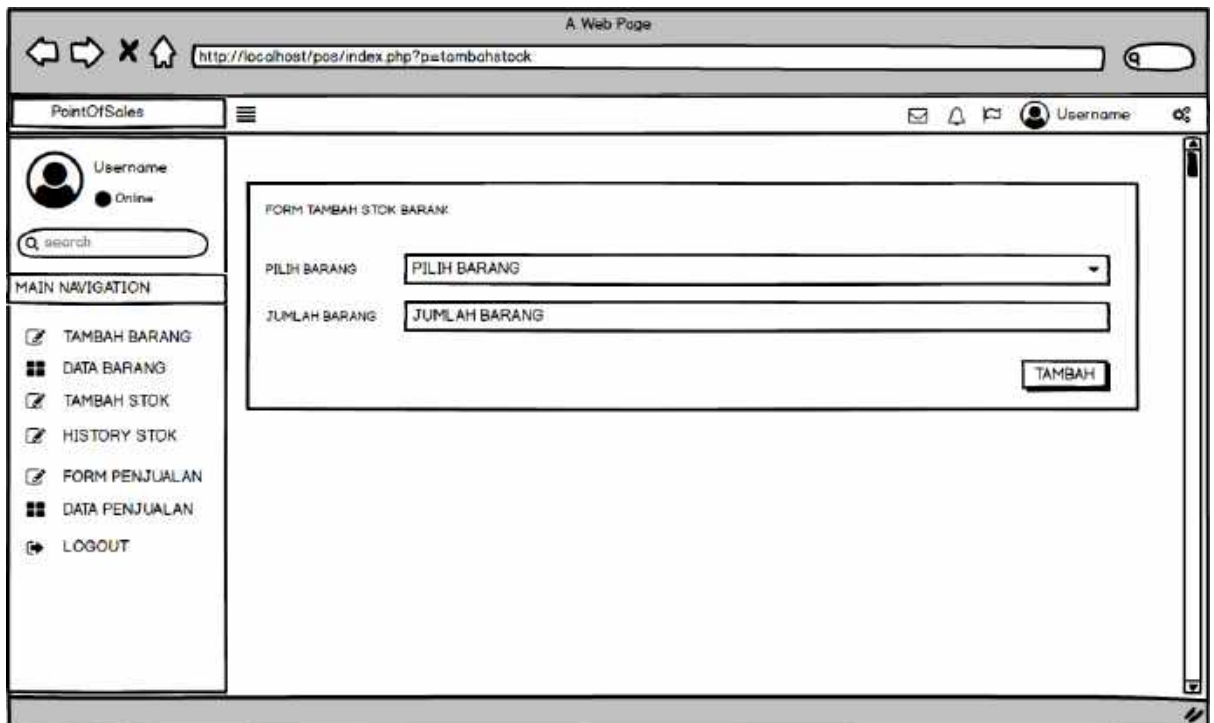 A Web Page
http://localhost/pos/index.php?p=tambahstock
PointOfSales
Username
Username
Online
search
MAIN NAVIGATION
TAMBAH BARANG
DATA BARANG
TAMBAH STOK
HISTORY STOK
FORM PENJUALAN
DATA PENJUALAN
LOGOUT
FORM TAMBAH STOK BARANG
PILIH BARANG PILIH BARANG
JUMLAH BARANG JUMLAH BARANG
TAMBAH